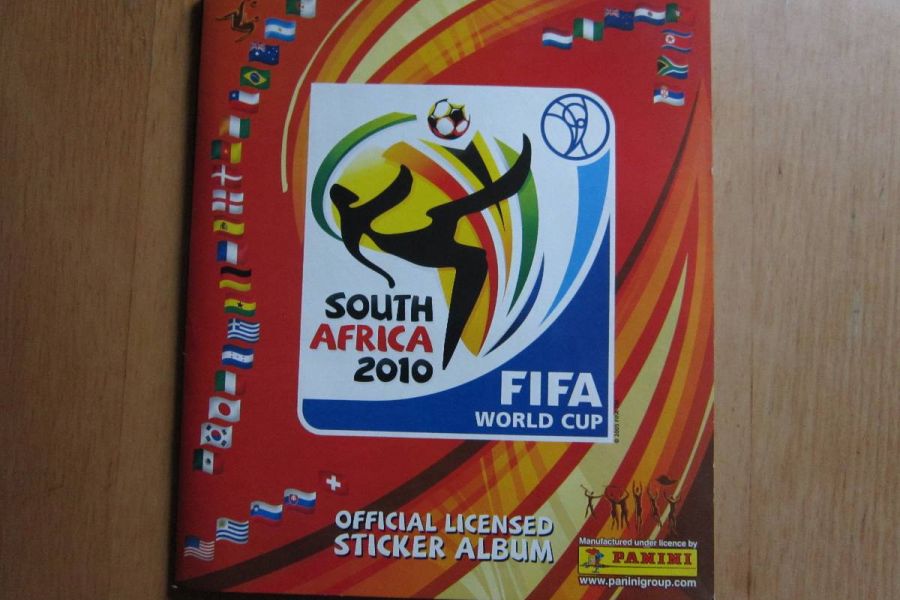 SOUTH
AFRICA
2010
FIFA
WORLD CUP
OFFICIAL LICENSED
STICKER ALBUM
Manufactured under licence by
PANINI
www.paninigroup.com